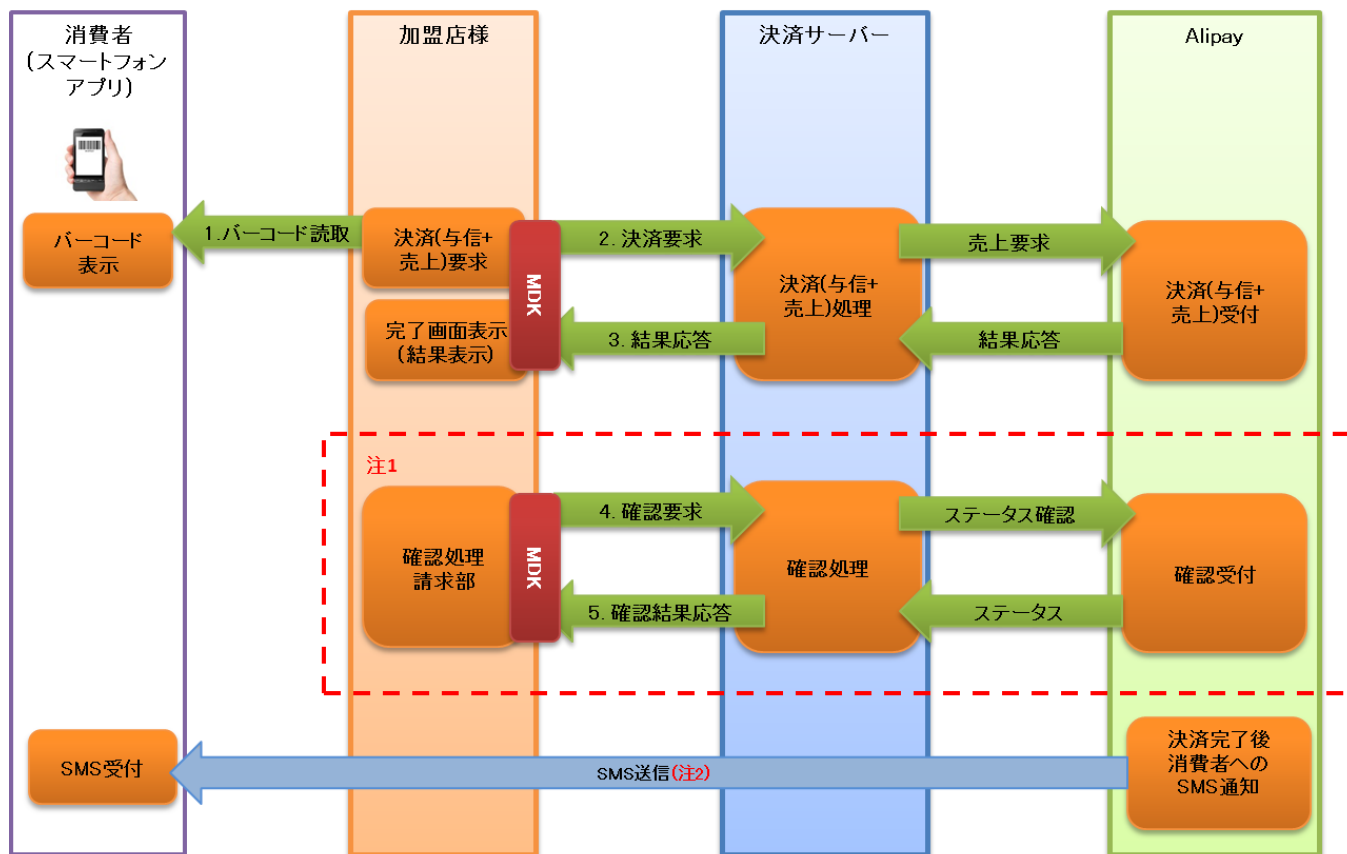 消費者
(スマートフォン
アプリ)
加盟店様
決済サーバー
Alipay
バーコード
表示
1.バーコード読取
決済(与信+
売上)要求
MDK
2. 決済要求
決済(与信+
売上)処理
売上要求
決済(与信+
売上)受付
完了画面表示
(結果表示)
3. 結果応答
結果応答
注1
確認処理
請求部
MDK
4. 確認要求
確認処理
ステータス確認
確認受付
5. 確認結果応答
ステータス
SMS受付
SMS送信(注2)
決済完了後
消費者への
SMS通知